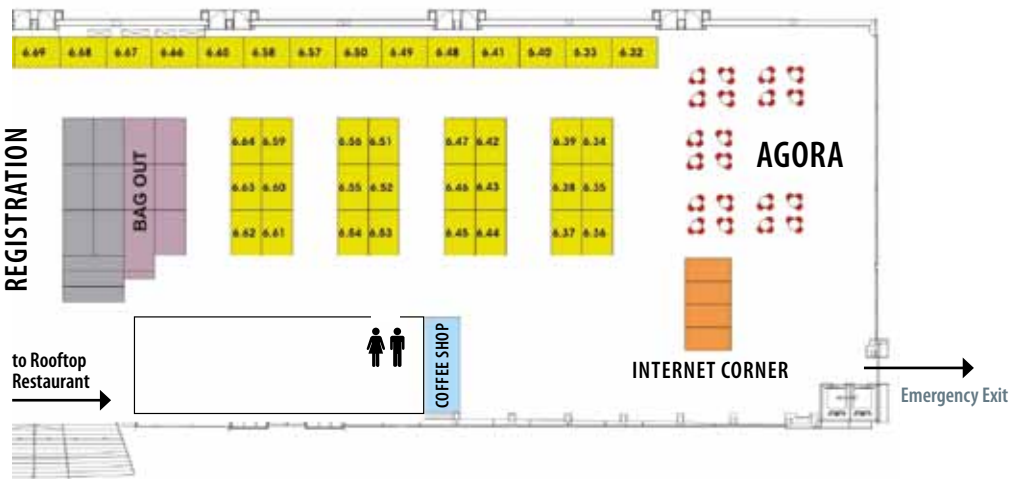 6.69 6.68 6.67 6.66 6.65 6.58 6.57 6.50 6.49 6.48 6.41 6.40 6.33 6.32
REGISTRATION
BAG OUT
6.64 6.59 6.56 6.51 6.47 6.42 6.39 6.34
6.63 6.60 6.55 6.52 6.46 6.43 6.38 6.35
6.62 6.61 6.54 6.53 6.45 6.44 6.37 6.36
AGORA
to Rooftop
Restaurant
COFFEE SHOP
INTERNET CORNER
Emergency Exit